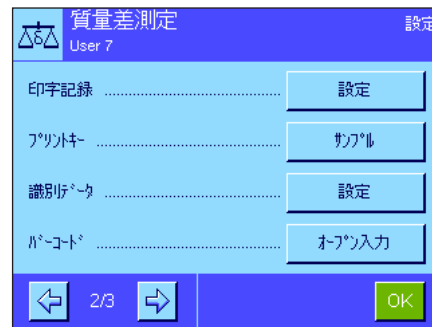 質量差測定
設定
User 7
印字記録 ........................................ 設定
ﾌﾟﾘﾝﾄｷｰ ........................................ ｻﾝﾌﾟﾙ
識別ﾃﾞｰﾀ ........................................ 設定
ﾊﾞｰｺｰﾄﾞ ........................................ ｵｰﾌﾟﾝ入力
2/3
OK